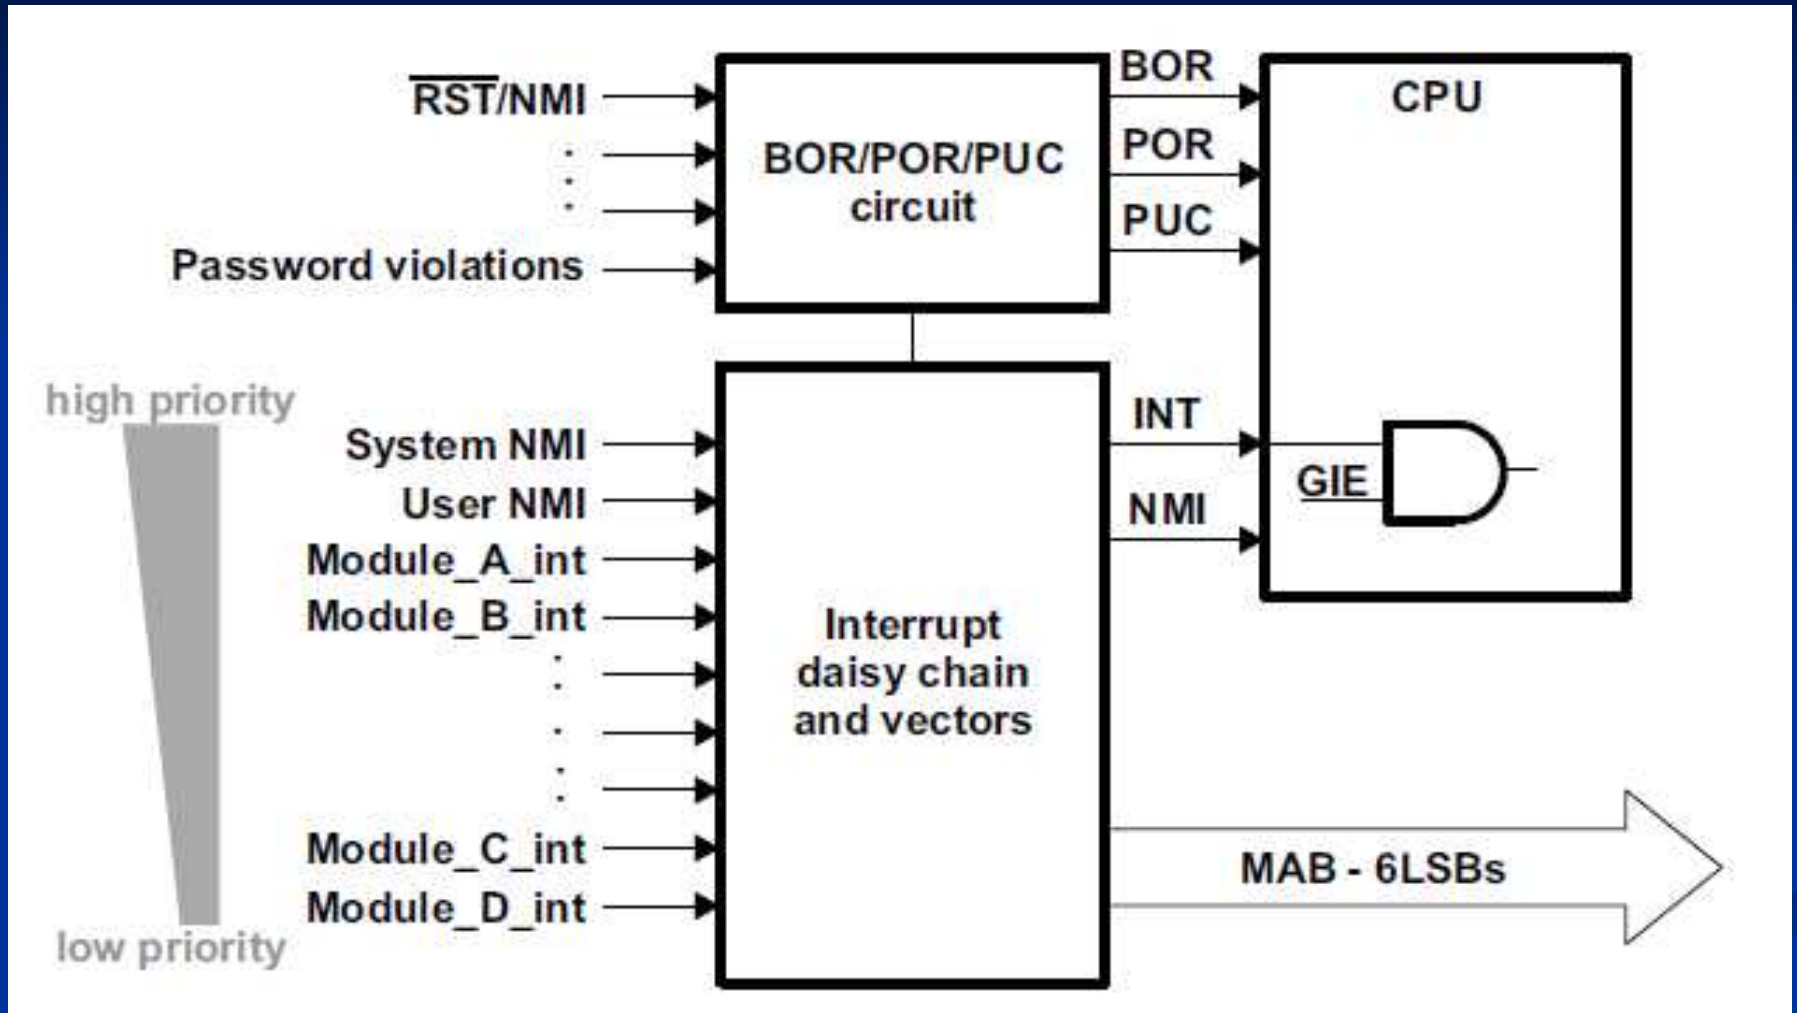 RST/NMI
Password violations
BOR/POR/PUC
circuit
BOR
POR
PUC
CPU
high priority
low priority
System NMI
User NMI
Module_A_int
Module_B_int
Module_C_int
Module_D_int
Interrupt
daisy chain
and vectors
INT
NMI
GIE
MAB - 6LSBs